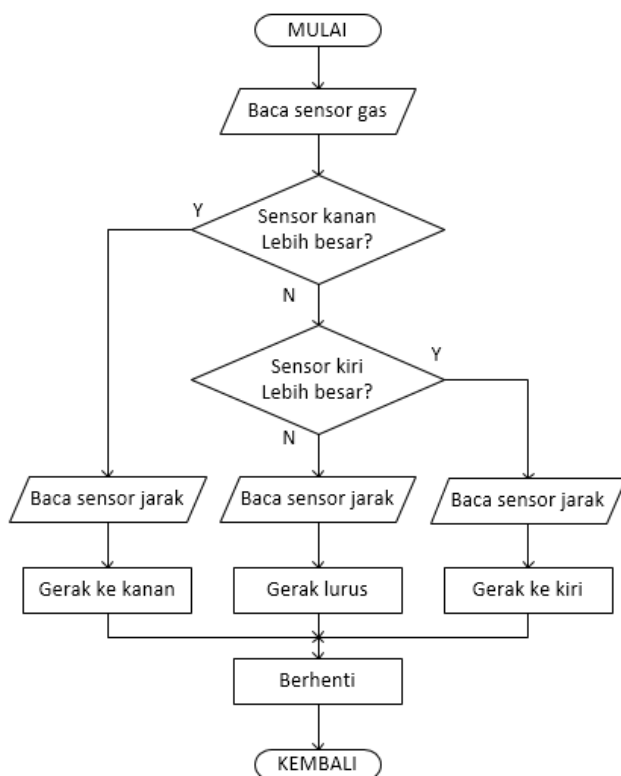 MULAI
Baca sensor gas
Y
Sensor kanan
Lebih besar?
N
Y
Sensor kiri
Lebih besar?
N
Baca sensor jarak
Baca sensor jarak
Baca sensor jarak
Gerak ke kanan
Gerak lurus
Gerak ke kiri
Berhenti
KEMBALI